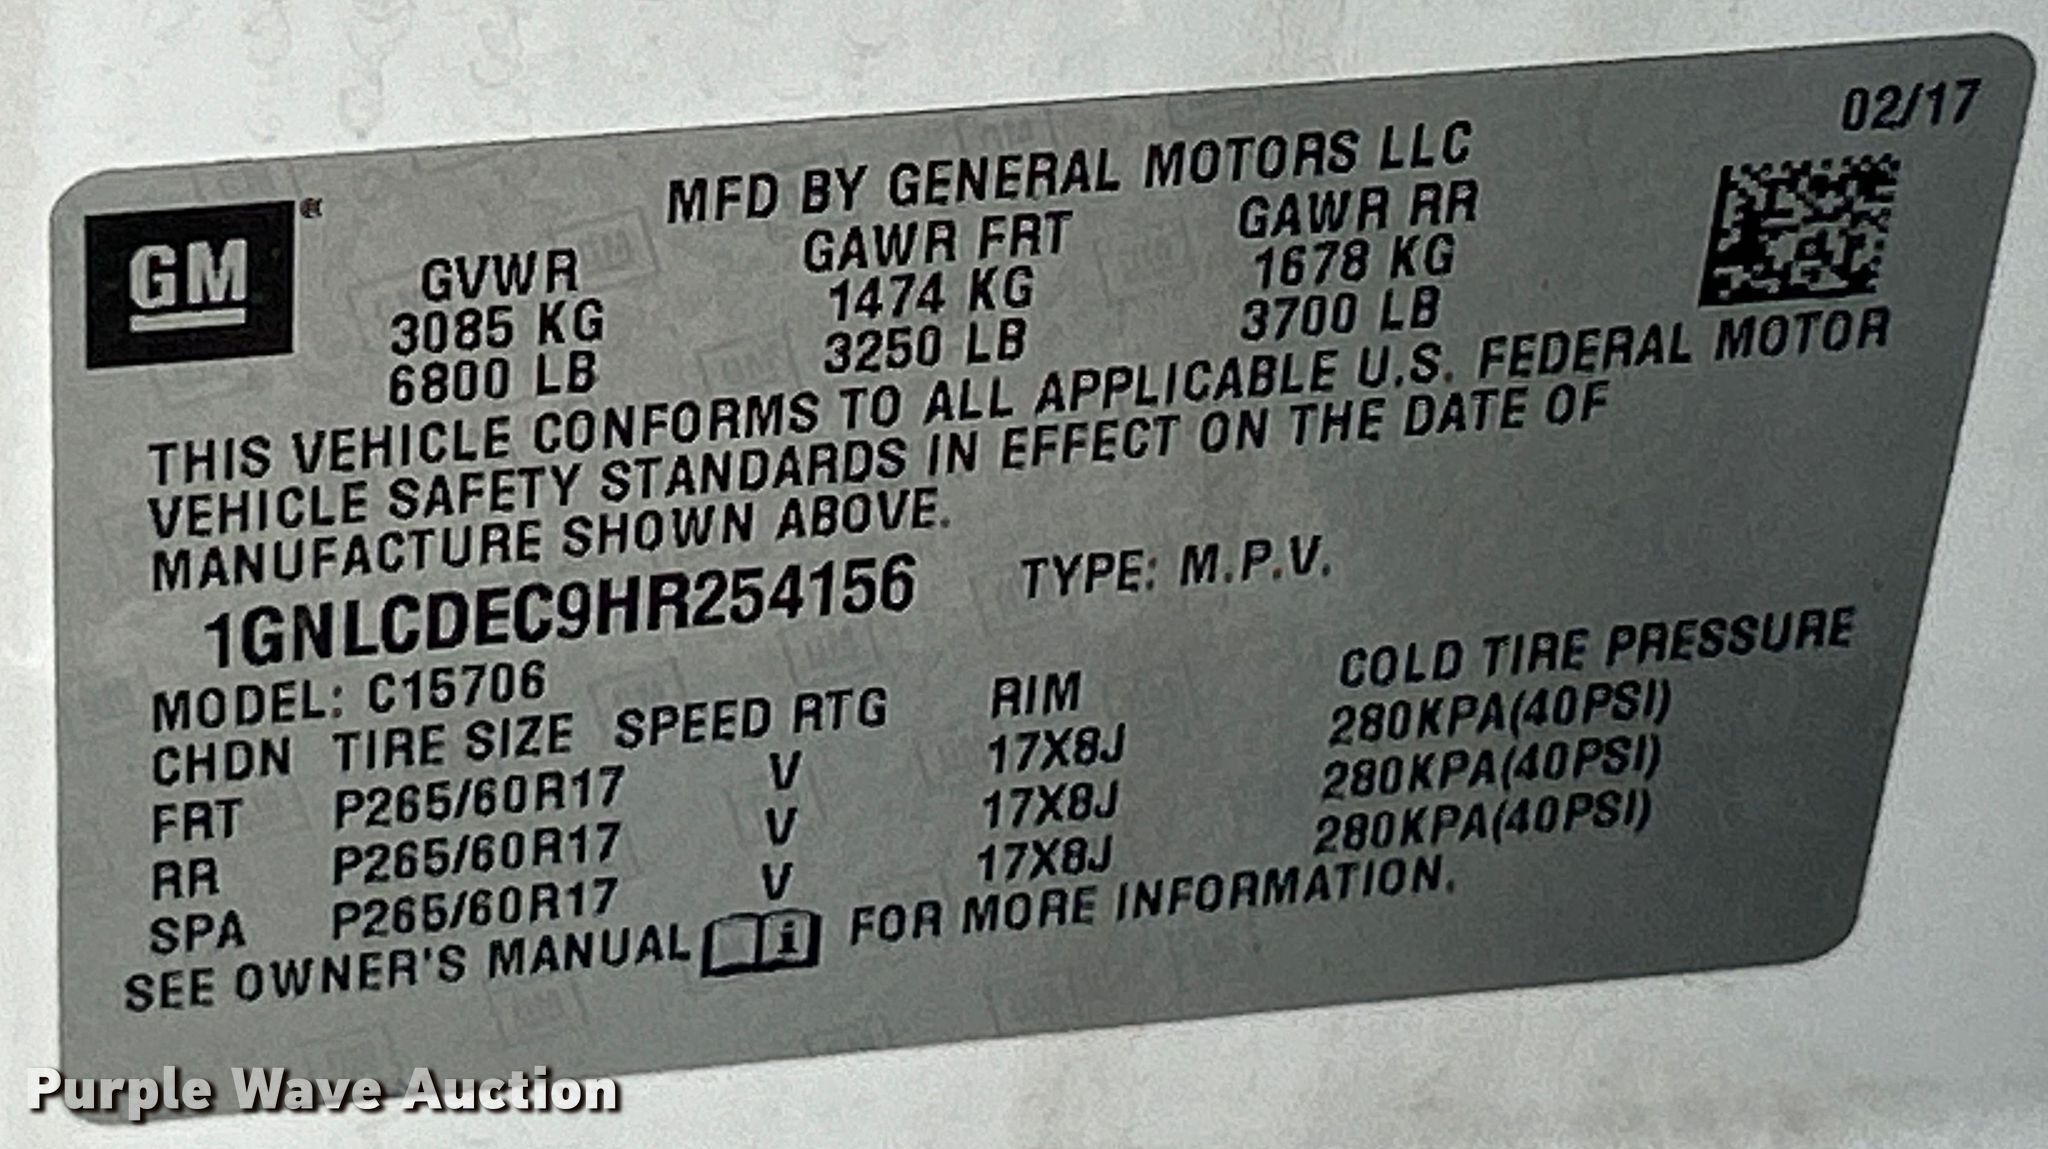 02/17
MFD BY GENERAL MOTORS LLC
GM
GVWR GAWR FRT GAWR RR
3085 KG 1474 KG 1678 KG
6800 LB 3250 LB 3700 LB
THIS VEHICLE CONFORMS TO ALL APPLICABLE U.S. FEDERAL MOTOR
VEHICLE SAFETY STANDARDS IN EFFECT ON THE DATE OF
MANUFACTURE SHOWN ABOVE.
1GNLCDEC9HR254156 TYPE: M.P.V.
MODEL: C15706
CHDN TIRE SIZE SPEED RTG RIM COLD TIRE PRESSURE
FRT P265/60R17 V 17X8J 280KPA(40PSI)
RR P265/60R17 V 17X8J 280KPA(40PSI)
SPA P265/60R17 V 17X8J 280KPA(40PSI)
SEE OWNER'S MANUAL i FOR MORE INFORMATION.
Purple Wave Auction